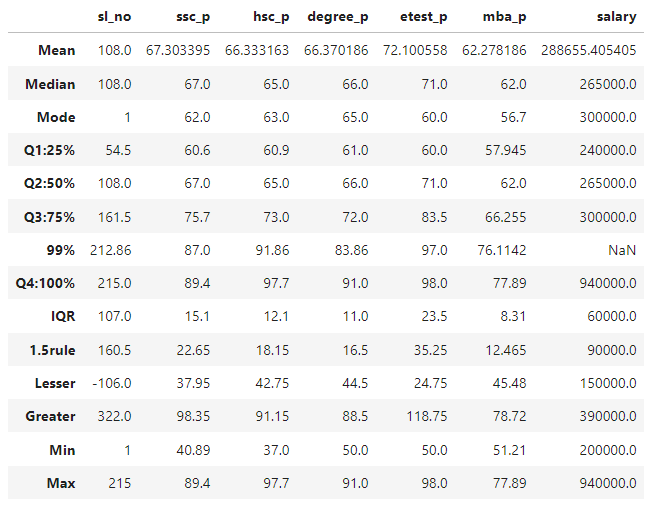 sl_no ssc_p hsc_p degree_p etest_p mba_p salary
Mean 108.0 67.303395 66.333163 66.370186 72.100558 62.278186 288655.405405
Median 108.0 67.0 65.0 66.0 71.0 62.0 265000.0
Mode 1 62.0 63.0 65.0 60.0 56.7 300000.0
Q1:25% 54.5 60.6 60.9 61.0 60.0 57.945 240000.0
Q2:50% 108.0 67.0 65.0 66.0 71.0 62.0 265000.0
Q3:75% 161.5 75.7 73.0 72.0 83.5 66.255 300000.0
99% 212.86 87.0 91.86 83.86 97.0 76.1142 NaN
Q4:100% 215.0 89.4 97.7 91.0 98.0 77.89 940000.0
IQR 107.0 15.1 12.1 11.0 23.5 8.31 60000.0
1.5rule 160.5 22.65 18.15 16.5 35.25 12.465 90000.0
Lesser -106.0 37.95 42.75 44.5 24.75 45.48 150000.0
Greater 322.0 98.35 91.15 88.5 118.75 78.72 390000.0
Min 1 40.89 37.0 50.0 50.0 51.21 200000.0
Max 215 89.4 97.7 91.0 98.0 77.89 940000.0